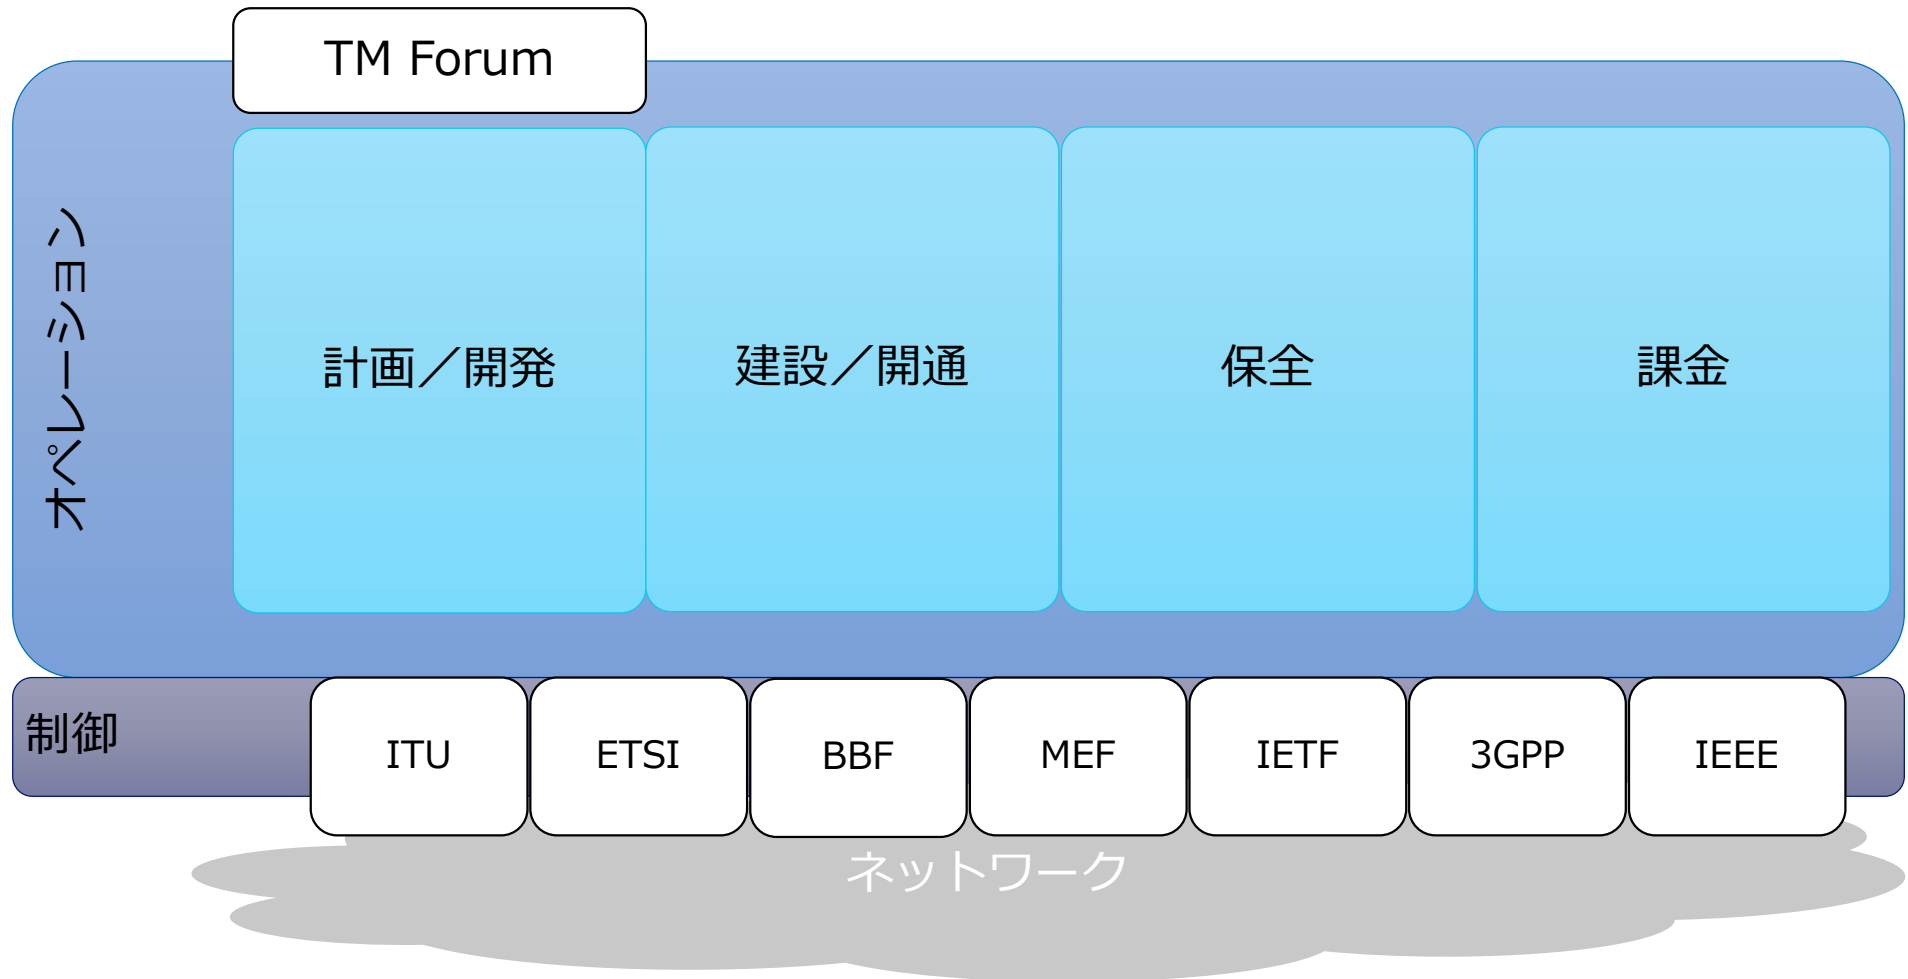 TM Forum
オペレーション
計画／開発
建設／開通
保全
課金
制御
ITU
ETSI
BBF
MEF
IETF
3GPP
IEEE
ネットワーク